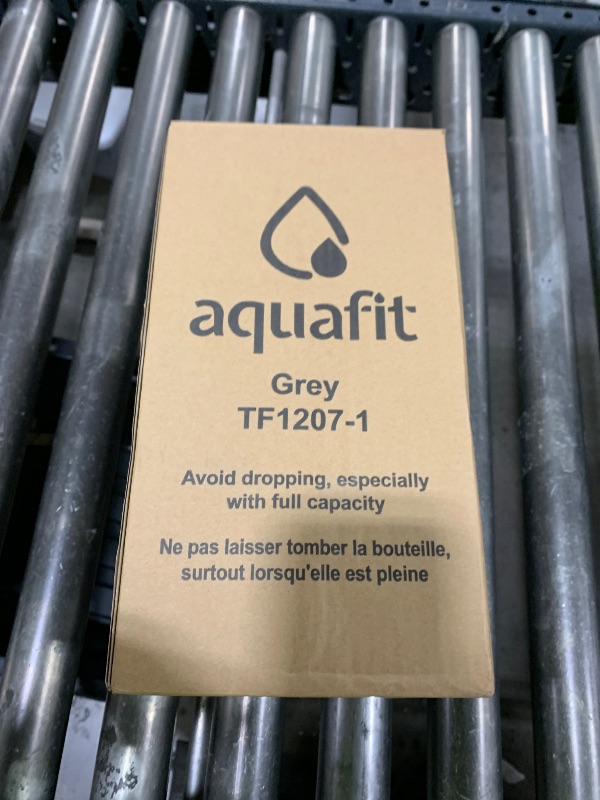 aquafit
Grey
TF1207-1
Avoid dropping, especially
with full capacity
Ne pas laisser tomber la bouteille,
surtout lorsqu'elle est pleine